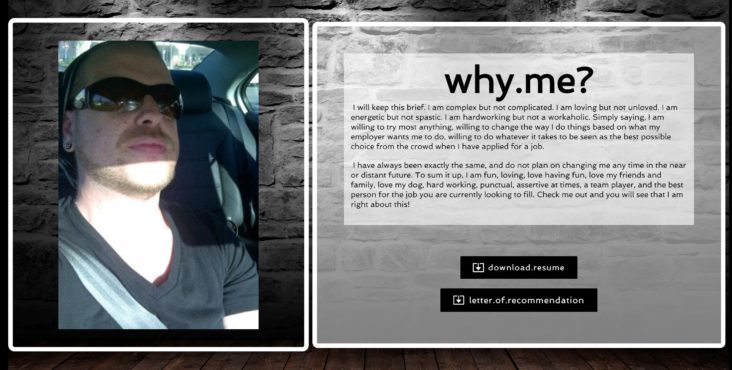 why.me?
I will keep this brief. I am complex but not complicated. I am loving but not unloved. I am
energetic but not spastic. I am hardworking but not a workaholic. Simply saying, I am
willing to try most anything, willing to change the way I do things based on what my
employer wants me to do, willing to do whatever it takes to be seen as the best possible
choice from the crowd when I have applied for a job.
I have always been exactly the same, and do not plan on changing me any time in the near
or distant future. To sum it up, I am fun, loving, love having fun, love my friends and
family, love my dog, hard working, punctual, assertive at times, a team player, and the best
person for the job you are currently looking to fill. Check me out and you will see that I am
right about this!
download.resume
letter.of.recommendation